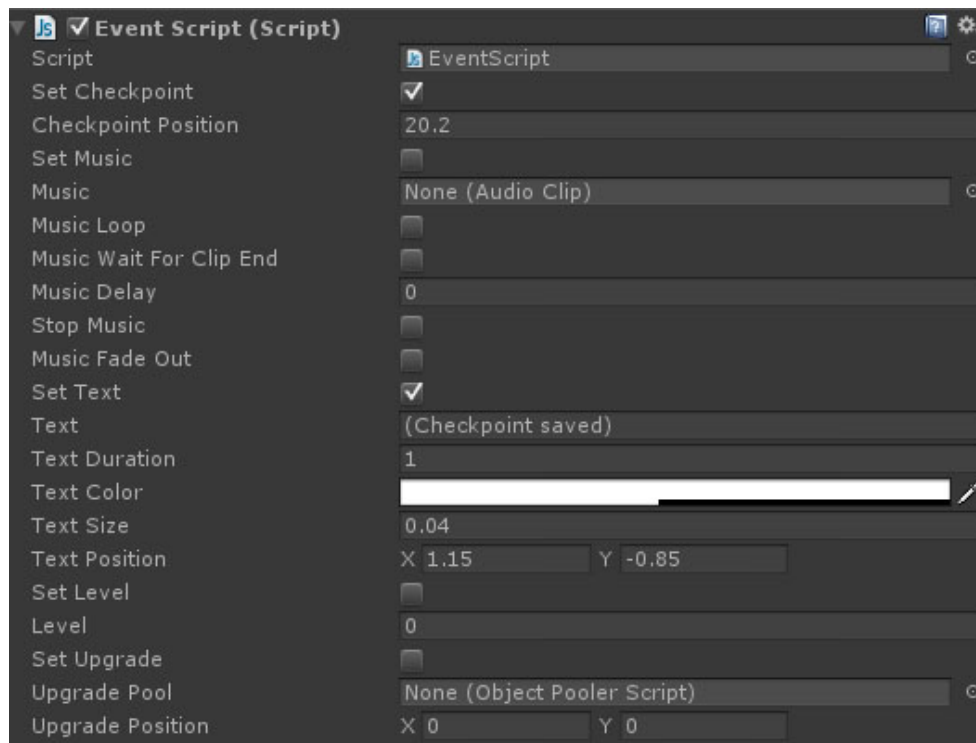 Js Event Script (Script)
Script EventScript
Set Checkpoint
Checkpoint Position 20.2
Set Music
Music None (Audio Clip)
Music Loop
Music Wait For Clip End
Music Delay 0
Stop Music
Music Fade Out
Set Text
Text (Checkpoint saved)
Text Duration 1
Text Color
Text Size 0.04
Text Position X 1.15 Y -0.85
Set Level
Level 0
Set Upgrade
Upgrade Pool None (Object Pooler Script)
Upgrade Position X 0 Y 0